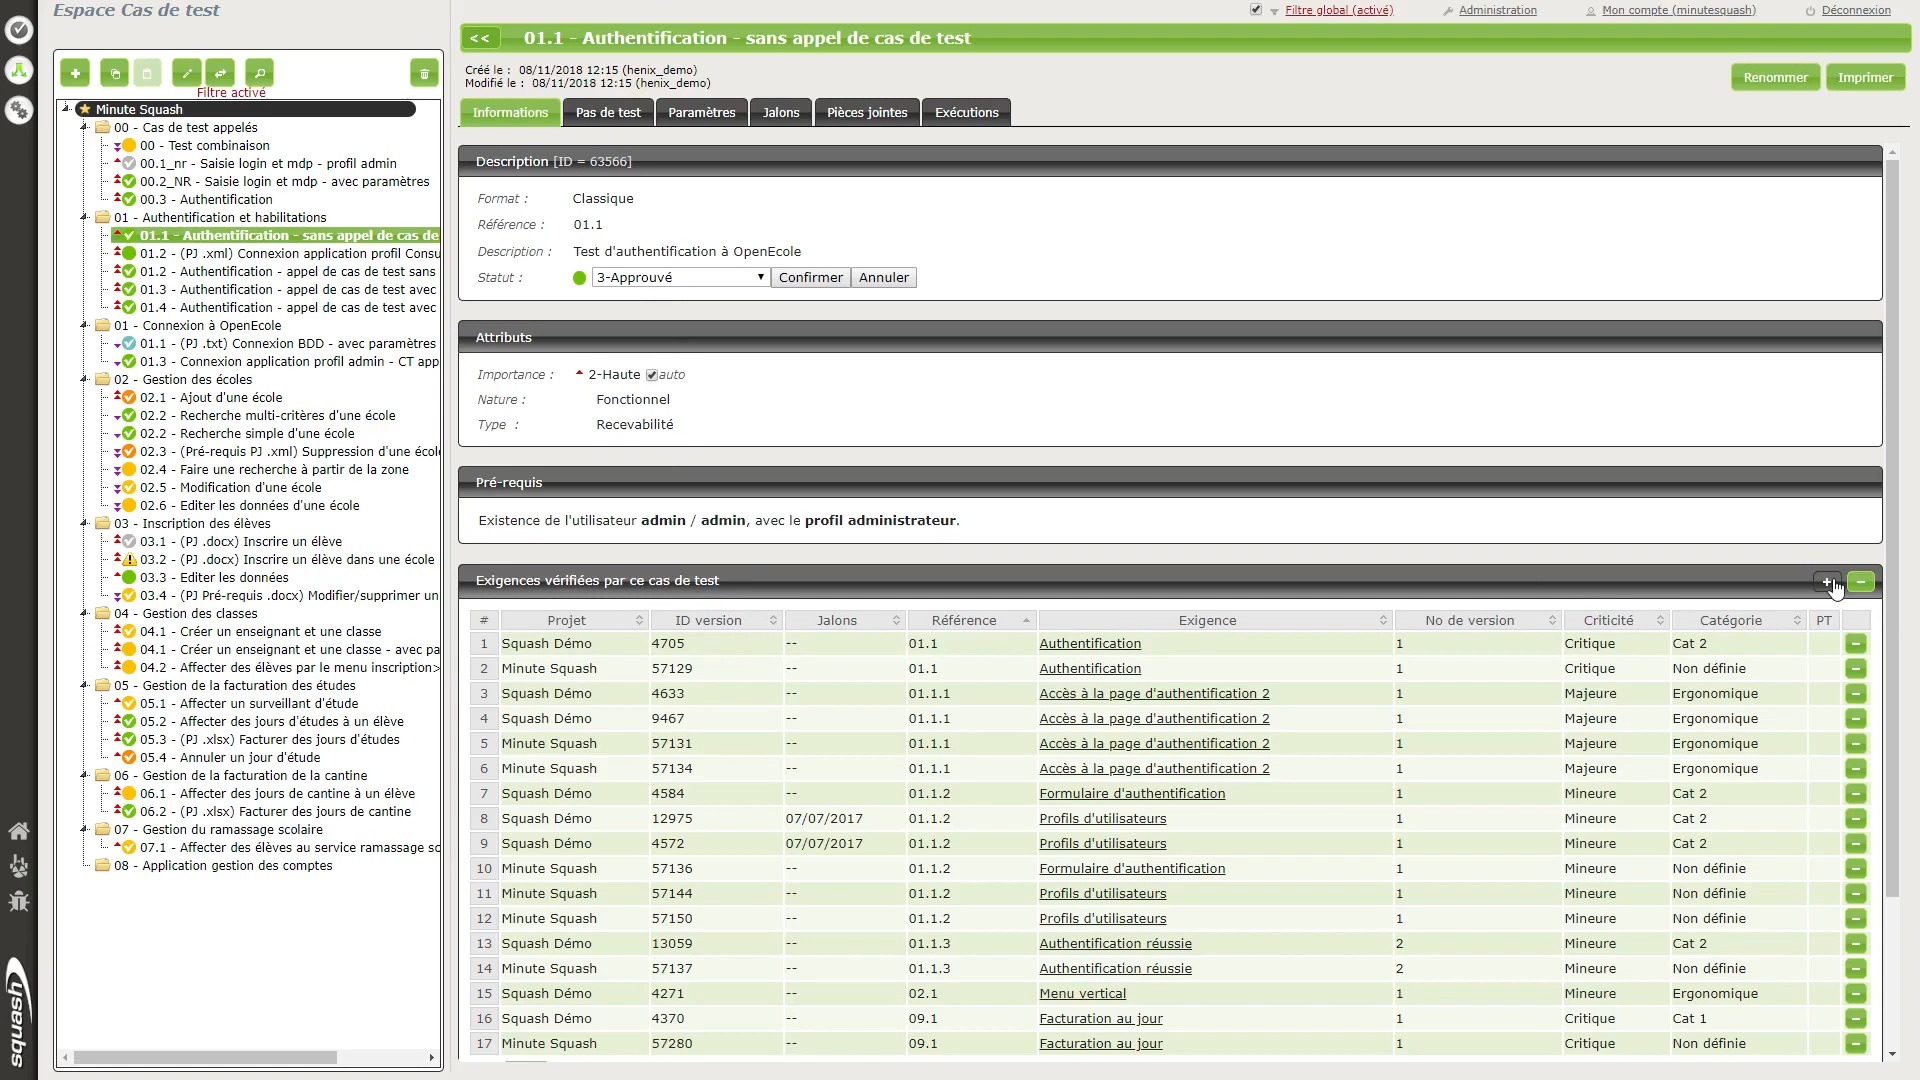 Espace Cas de test
Filtre global (activé)
Administration
Mon compte (minutesquash)
Déconnexion
<<
01.1 - Authentification - sans appel de cas de test
Créé le : 08/11/2018 12:15 (henix_demo)
Modifié le : 08/11/2018 12:15 (henix_demo)
Renommer
Imprimer
Filtre activé
Informations
Pas de test
Paramètres
Jalons
Pièces jointes
Exécutions
Minute Squash
00 - Cas de test appelés
00 - Test combinaison
00.1_nr - Saisie login et mdp - profil admin
00.2_NR - Saisie login et mdp - avec paramètres
00.3 - Authentification
01 - Authentification et habilitations
01.1 - Authentification - sans appel de cas de
01.2 - (PJ .xml) Connexion application profil Consu
01.2 - Authentification - appel de cas de test sans
01.3 - Authentification - appel de cas de test avec
01.4 - Authentification - appel de cas de test avec
01 - Connexion à OpenEcole
01.1 - (PJ .txt) Connexion BDD - avec paramètres
01.3 - Connexion application profil admin - CT app
02 - Gestion des écoles
02.1 - Ajout d'une école
02.2 - Recherche multi-critères d'une école
02.2 - Recherche simple d'une école
02.3 - (Pré-requis PJ .xml) Suppression d'une écol
02.4 - Faire une recherche à partir de la zone
02.5 - Modification d'une école
02.6 - Editer les données d'une école
03 - Inscription des élèves
03.1 - (PJ .docx) Inscrire un élève
03.2 - (PJ .docx) Inscrire un élève dans une école
03.3 - Editer les données
03.4 - (PJ Pré-requis .docx) Modifier/supprimer un
04 - Gestion des classes
04.1 - Créer un enseignant et une classe
04.1 - Créer un enseignant et une classe - avec pa
04.2 - Affecter des élèves par le menu inscription>
05 - Gestion de la facturation des études
05.1 - Affecter un surveillant d'étude
05.2 - Affecter des jours d'études à un élève
05.3 - (PJ .xlsx) Facturer des jours d'études
05.4 - Annuler un jour d'étude
06 - Gestion de la facturation de la cantine
06.1 - Affecter des jours de cantine à un élève
06.2 - (PJ .xlsx) Facturer des jours de cantine
07 - Gestion du ramassage scolaire
07.1 - Affecter des élèves au service ramassage sc
08 - Application gestion des comptes
squash
Description [ID = 63566]
Format : Classique
Référence : 01.1
Description : Test d'authentification à OpenEcole
Statut : 3-Approuvé Confirmer Annuler
Attributs
Importance : 2-Haute auto
Nature : Fonctionnel
Type : Recevabilité
Pré-requis
Existence de l'utilisateur admin / admin, avec le profil administrateur.
Exigences vérifiées par ce cas de test
# Projet ID version Jalons Référence Exigence No de version Criticité Catégorie PT
1 Squash Démo 4705 -- 01.1 Authentification 1 Critique Cat 2
2 Minute Squash 57129 -- 01.1 Authentification 1 Critique Non définie
3 Squash Démo 4633 -- 01.1.1 Accès à la page d'authentification 2 1 Majeure Ergonomique
4 Squash Démo 9467 -- 01.1.1 Accès à la page d'authentification 2 1 Majeure Ergonomique
5 Minute Squash 57131 -- 01.1.1 Accès à la page d'authentification 2 1 Majeure Ergonomique
6 Minute Squash 57134 -- 01.1.1 Accès à la page d'authentification 2 1 Majeure Ergonomique
7 Squash Démo 4584 -- 01.1.2 Formulaire d'authentification 1 Mineure Cat 2
8 Squash Démo 12975 07/07/2017 01.1.2 Profils d'utilisateurs 1 Mineure Cat 2
9 Squash Démo 4572 07/07/2017 01.1.2 Profils d'utilisateurs 1 Mineure Cat 2
10 Minute Squash 57136 -- 01.1.2 Formulaire d'authentification 1 Mineure Non définie
11 Minute Squash 57144 -- 01.1.2 Profils d'utilisateurs 1 Mineure Non définie
12 Minute Squash 57150 -- 01.1.2 Profils d'utilisateurs 1 Mineure Non définie
13 Squash Démo 13059 -- 01.1.3 Authentification réussie 2 Mineure Cat 2
14 Minute Squash 57137 -- 01.1.3 Authentification réussie 2 Mineure Non définie
15 Squash Démo 4271 -- 02.1 Menu vertical 1 Mineure Ergonomique
16 Squash Démo 4370 -- 09.1 Facturation au jour 1 Critique Cat 1
17 Minute Squash 57280 -- 09.1 Facturation au jour 1 Critique Non définie